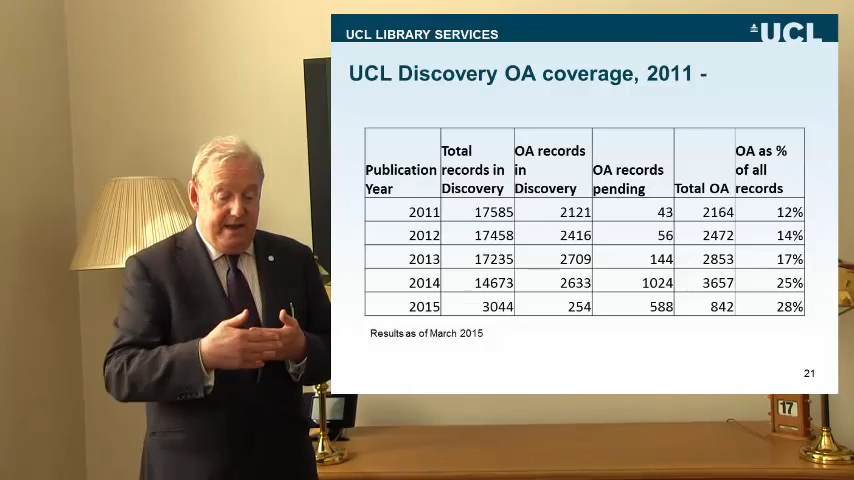 UCL LIBRARY SERVICES
UCL
UCL Discovery OA coverage, 2011 -
Publication Year Total records in Discovery OA records in Discovery OA records pending Total OA OA as % of all records
2011 17585 2121 43 2164 12%
2012 17458 2416 56 2472 14%
2013 17235 2709 144 2853 17%
2014 14673 2633 1024 3657 25%
2015 3044 254 588 842 28%
Results as of March 2015
21
17